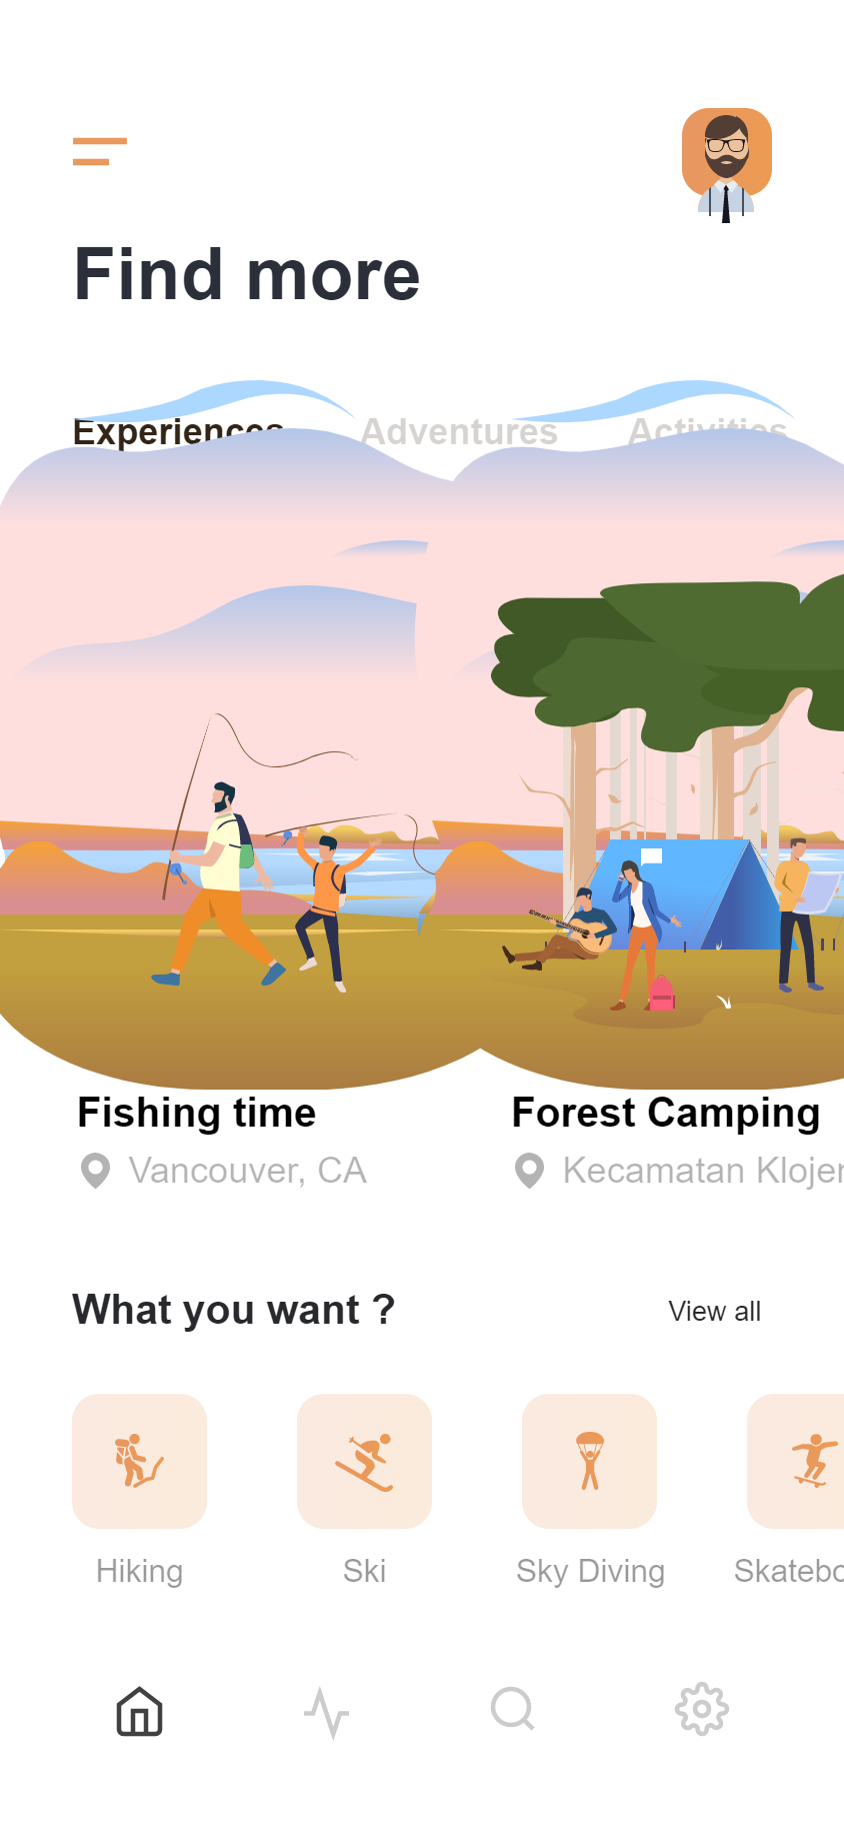 Find more
Experiences Adventures Activities
Fishing time Forest Camping
Vancouver, CA Kecamatan Klojer
What you want ? View all
Hiking Ski Sky Diving Skatebo